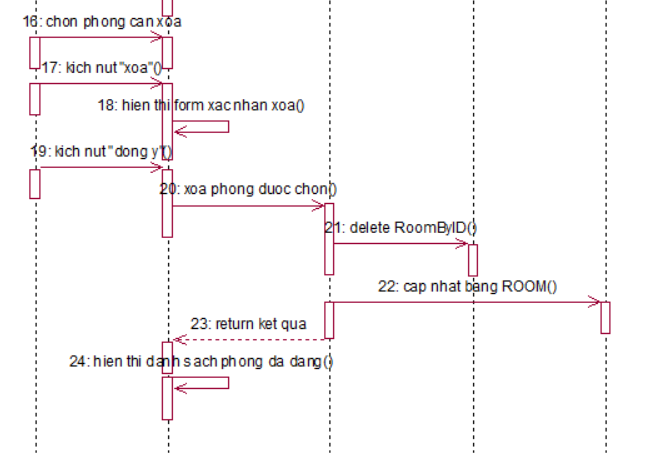 16: chon phong can xoa
17: kich nut "xoa"()
18: hien thi form xac nhan xoa()
19: kich nut "dong y"()
20: xoa phong duoc chon()
21: delete RoomByID()
22: cap nhat bang ROOM()
23: return ket qua
24: hien thi danh sach phong da dang()